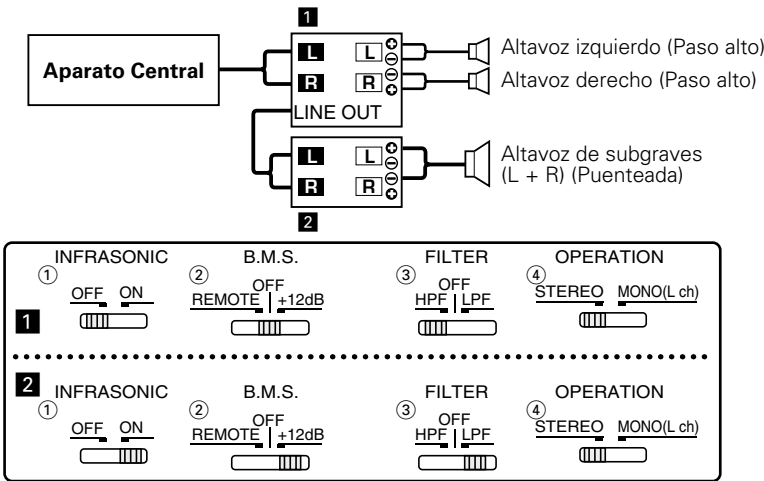 1
Aparato Central
L L ⊕ ⊖ Altavoz izquierdo (Paso alto)
R R ⊖ ⊕ Altavoz derecho (Paso alto)
LINE OUT
L L ⊕ ⊖ Altavoz de subgraves
R R ⊖ ⊕ (L + R) (Puenteada)
2
INFRASONIC B.M.S. FILTER OPERATION
① ② ③ ④
OFF ON REMOTE OFF +12dB HPF OFF LPF STEREO MONO(L ch)
1
2
INFRASONIC B.M.S. FILTER OPERATION
① ② ③ ④
OFF ON REMOTE OFF +12dB HPF OFF LPF STEREO MONO(L ch)